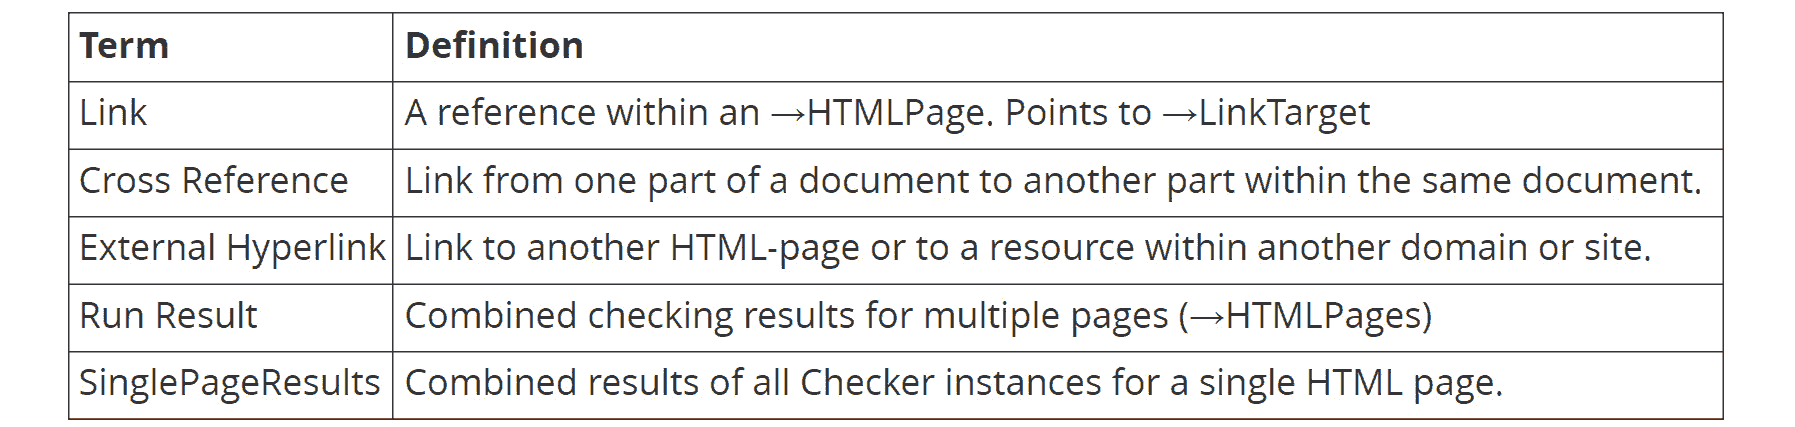 Term Definition
Link A reference within an →HTMLPage. Points to →LinkTarget
Cross Reference Link from one part of a document to another part within the same document.
External Hyperlink Link to another HTML-page or to a resource within another domain or site.
Run Result Combined checking results for multiple pages (→HTMLPages)
SinglePageResults Combined results of all Checker instances for a single HTML page.